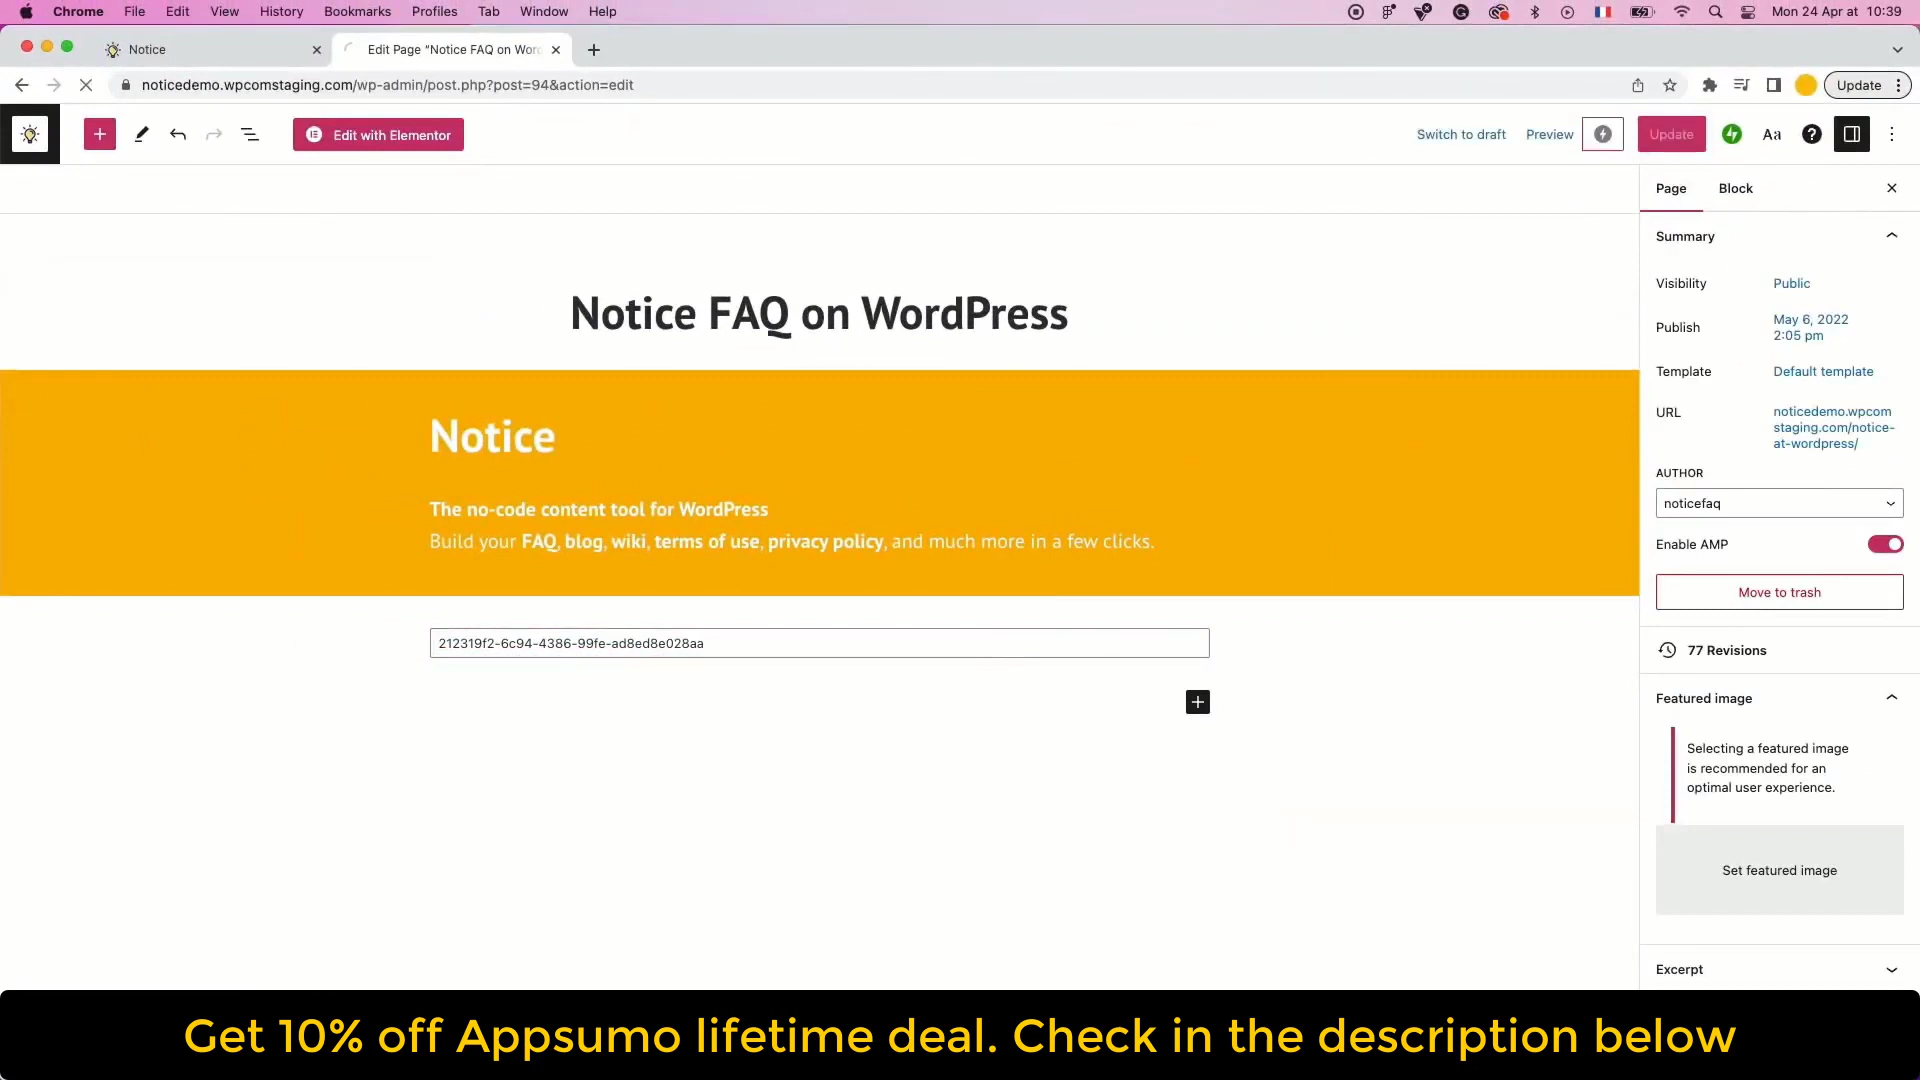 Chrome File Edit View History Bookmarks Profiles Tab Window Help Mon 24 Apr at 10:39
Notice
Edit Page “Notice FAQ on Wor
noticedemo.wpcomstaging.com/wp-admin/post.php?post=94&action=edit
Update
Edit with Elementor
Switch to draft
Preview
Update
Aa
Page
Block
Summary
Notice FAQ on WordPress
Visibility Public
Publish May 6, 2022
2:05 pm
Template Default template
URL noticedemo.wpcom
staging.com/notice-
at-wordpress/
Notice
The no-code content tool for WordPress
Build your FAQ, blog, wiki, terms of use, privacy policy, and much more in a few clicks.
AUTHOR
noticefaq
Enable AMP
Move to trash
212319f2-6c94-4386-99fe-ad8ed8e028aa
77 Revisions
Featured image
Selecting a featured image
is recommended for an
optimal user experience.
Set featured image
Excerpt
Get 10% off Appsumo lifetime deal. Check in the description below